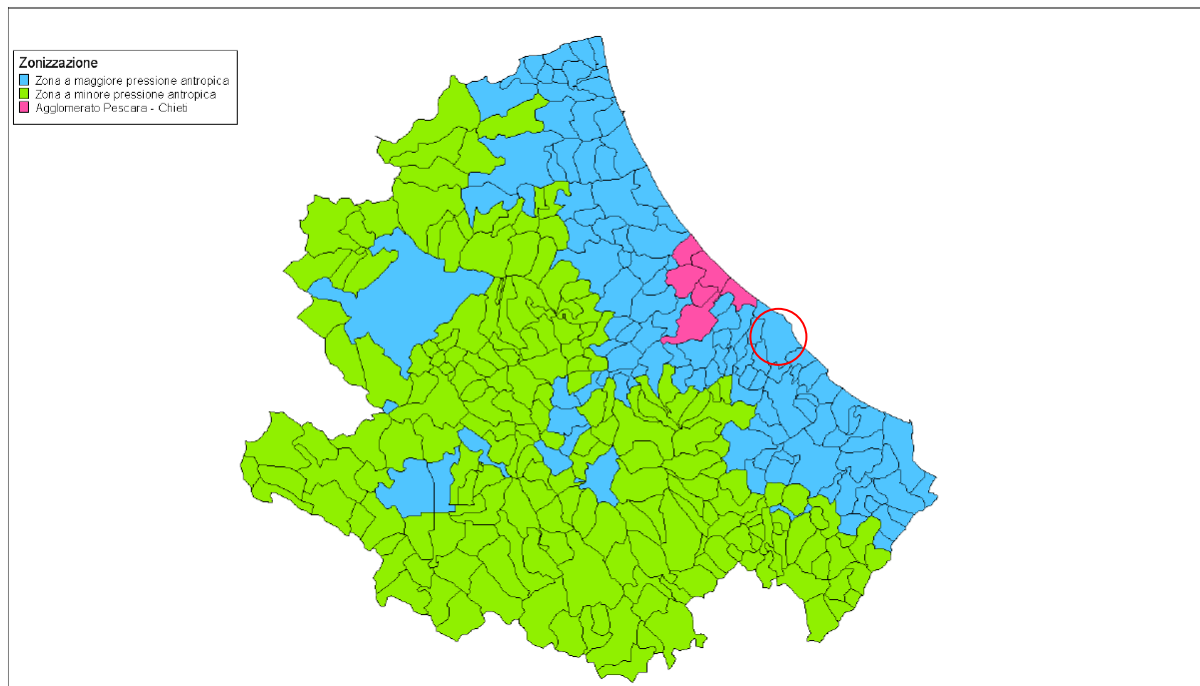 Zonizzazione
Zona a maggiore pressione antropica
Zona a minore pressione antropica
Agglomerato Pescara - Chieti